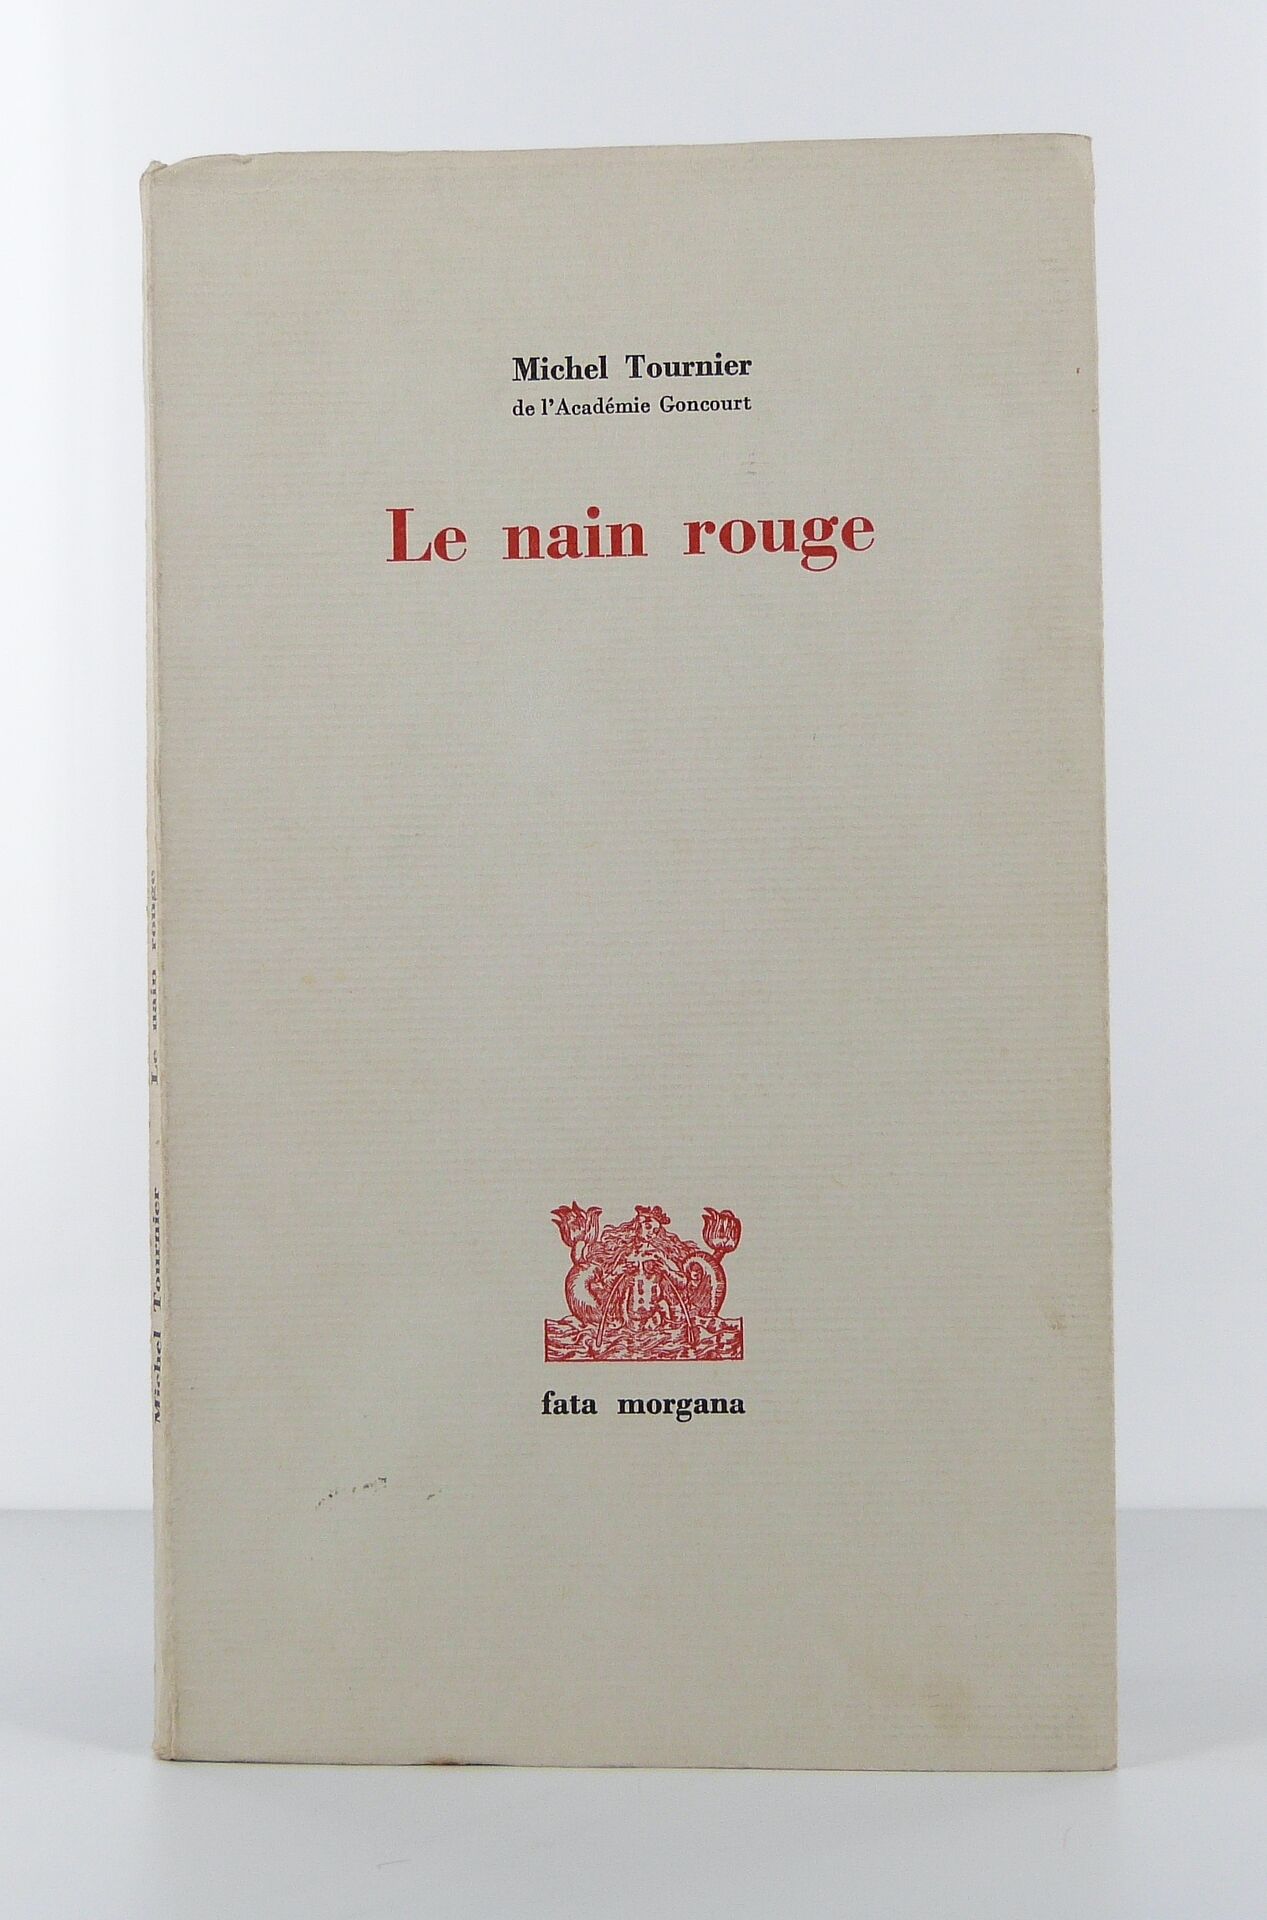 Michel Tournier
de l'Académie Goncourt
Le nain rouge
fata morgana
Michel Tournier Le nain rouge